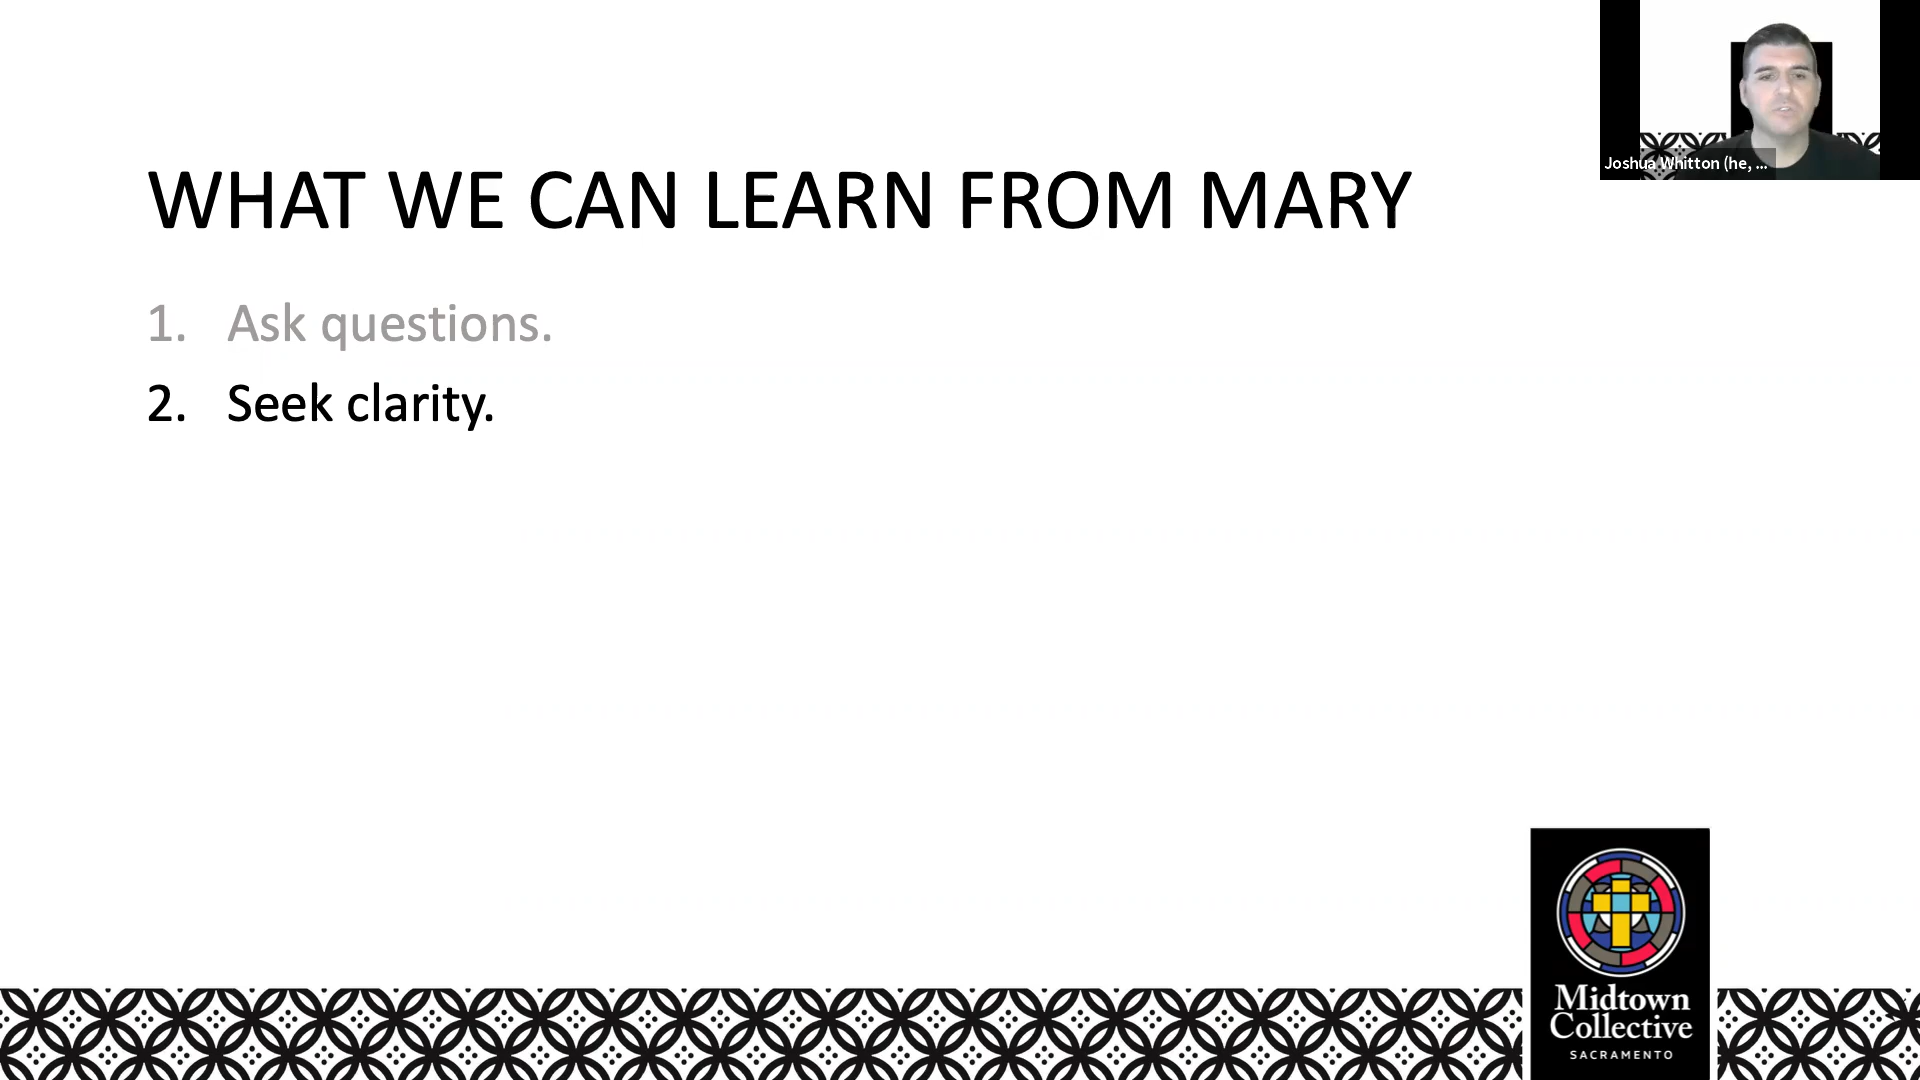 WHAT WE CAN LEARN FROM MARY
1. Ask questions.
2. Seek clarity.
Joshua Whitton (he, ...
Midtown
Collective
SACRAMENTO